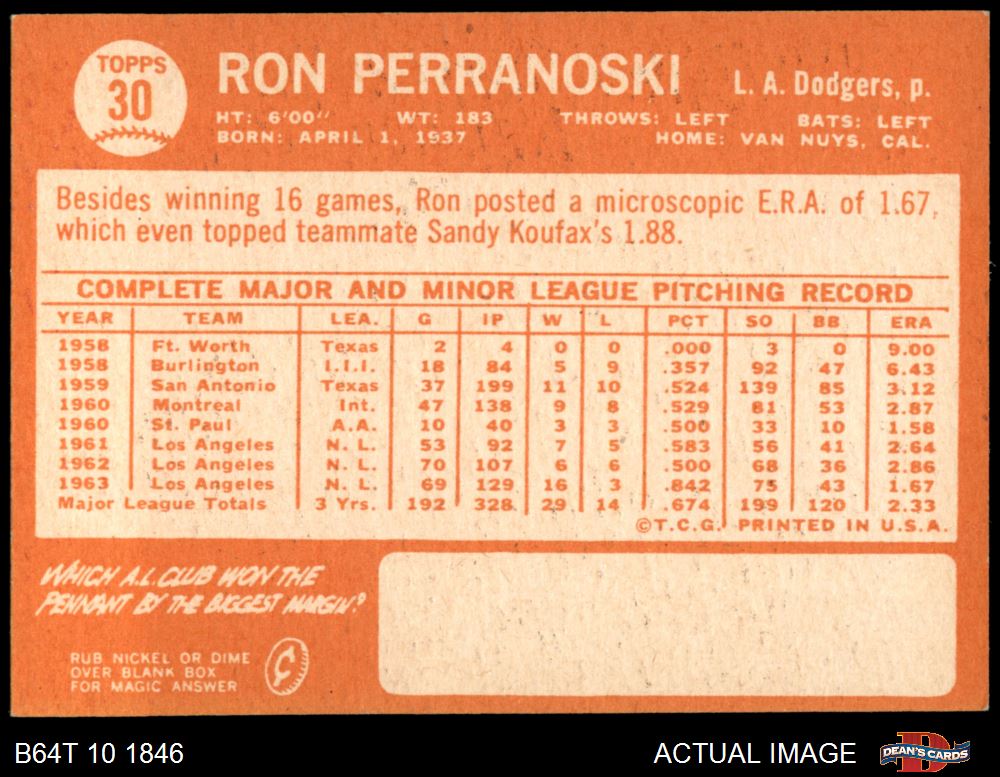 TOPPS
30
RON PERRANOSKI
L. A. Dodgers, p.
HT: 6'00" WT: 183 THROWS: LEFT BATS: LEFT
BORN: APRIL 1, 1937 HOME: VAN NUYS, CAL.
Besides winning 16 games, Ron posted a microscopic E.R.A. of 1.67,
which even topped teammate Sandy Koufax's 1.88.
COMPLETE MAJOR AND MINOR LEAGUE PITCHING RECORD
YEAR TEAM LEA. G IP W L PCT SO BB ERA
1958 Ft. Worth Texas 2 4 0 0 .000 3 0 9.00
1958 Burlington I.I.I. 18 84 5 9 .357 92 47 6.43
1959 San Antonio Texas 37 199 11 10 .524 139 85 3.12
1960 Montreal Int. 47 138 9 8 .529 81 53 2.87
1960 St. Paul A.A. 10 40 3 3 .500 33 10 1.58
1961 Los Angeles N. L. 53 92 7 5 .583 56 41 2.64
1962 Los Angeles N. L. 70 107 6 6 .500 68 36 2.86
1963 Los Angeles N. L. 69 129 16 3 .842 75 43 1.67
Major League Totals 3 Yrs. 192 328 29 14 .674 199 120 2.33
©T.C.G. PRINTED IN U.S.A.
WHICH A.L. CLUB WON THE
PENNANT BY THE BIGGEST MARGIN?
RUB NICKEL OR DIME
OVER BLANK BOX
FOR MAGIC ANSWER
¢
B64T 10 1846
ACTUAL IMAGE
D
DEAN'S CARDS